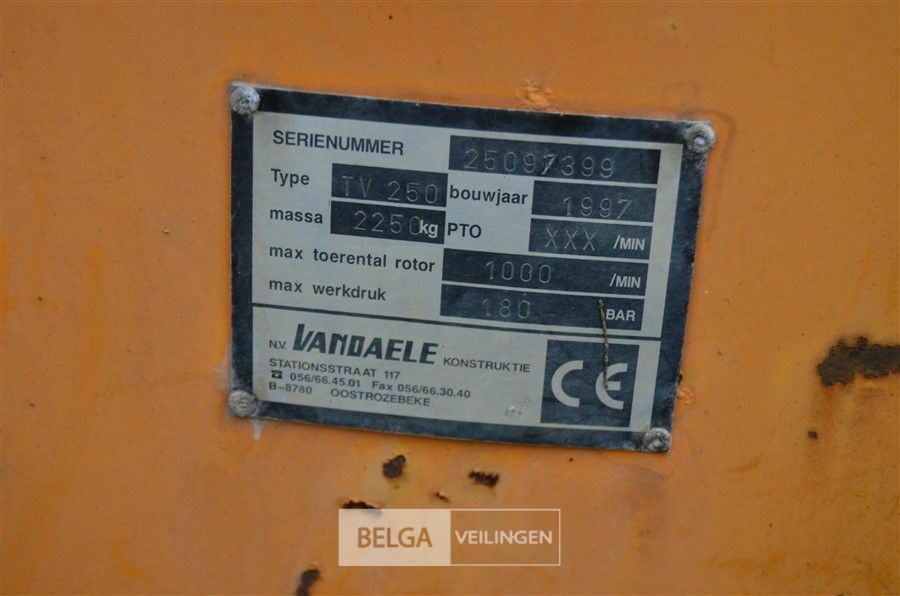 SERIENUMMER 25097399
Type TV 250 bouwjaar 1997
massa 2250 kg PTO XXX /MIN
max toerental rotor 1000 /MIN
max werkdruk 180 BAR
N.V. VANDAELE KONSTRUKTIE
STATIONSSTRAAT 117
☎ 056/66.45.01 Fax 056/66.30.40
B-8780 OOSTROZEBEKE
CE
BELGA VEILINGEN